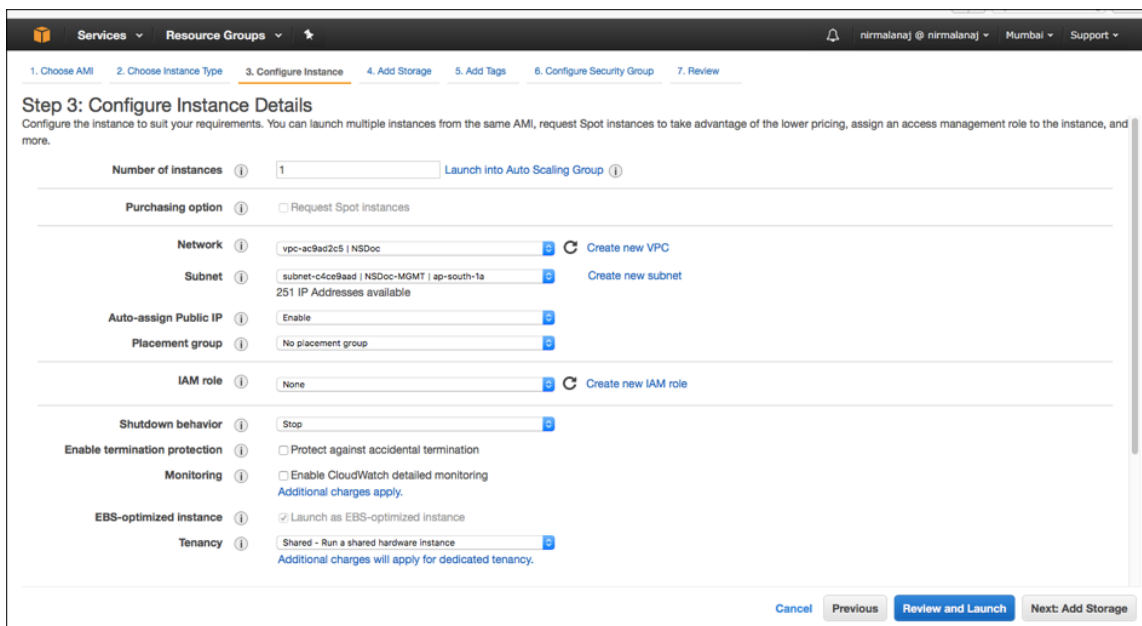 Services Resource Groups nirmalanaj @ nirmalanaj Mumbai Support
1. Choose AMI 2. Choose Instance Type 3. Configure Instance 4. Add Storage 5. Add Tags 6. Configure Security Group 7. Review
Step 3: Configure Instance Details
Configure the instance to suit your requirements. You can launch multiple instances from the same AMI, request Spot instances to take advantage of the lower pricing, assign an access management role to the instance, and
more.
Number of instances 1 Launch into Auto Scaling Group
Purchasing option Request Spot instances
Network vpc-ac9ad2c5 | NSDoc Create new VPC
Subnet subnet-c4ce9aad | NSDoc-MGMT | ap-south-1a Create new subnet
251 IP Addresses available
Auto-assign Public IP Enable
Placement group No placement group
IAM role None Create new IAM role
Shutdown behavior Stop
Enable termination protection Protect against accidental termination
Monitoring Enable CloudWatch detailed monitoring
Additional charges apply.
EBS-optimized instance Launch as EBS-optimized instance
Tenancy Shared - Run a shared hardware instance
Additional charges will apply for dedicated tenancy.
Cancel Previous Review and Launch Next: Add Storage